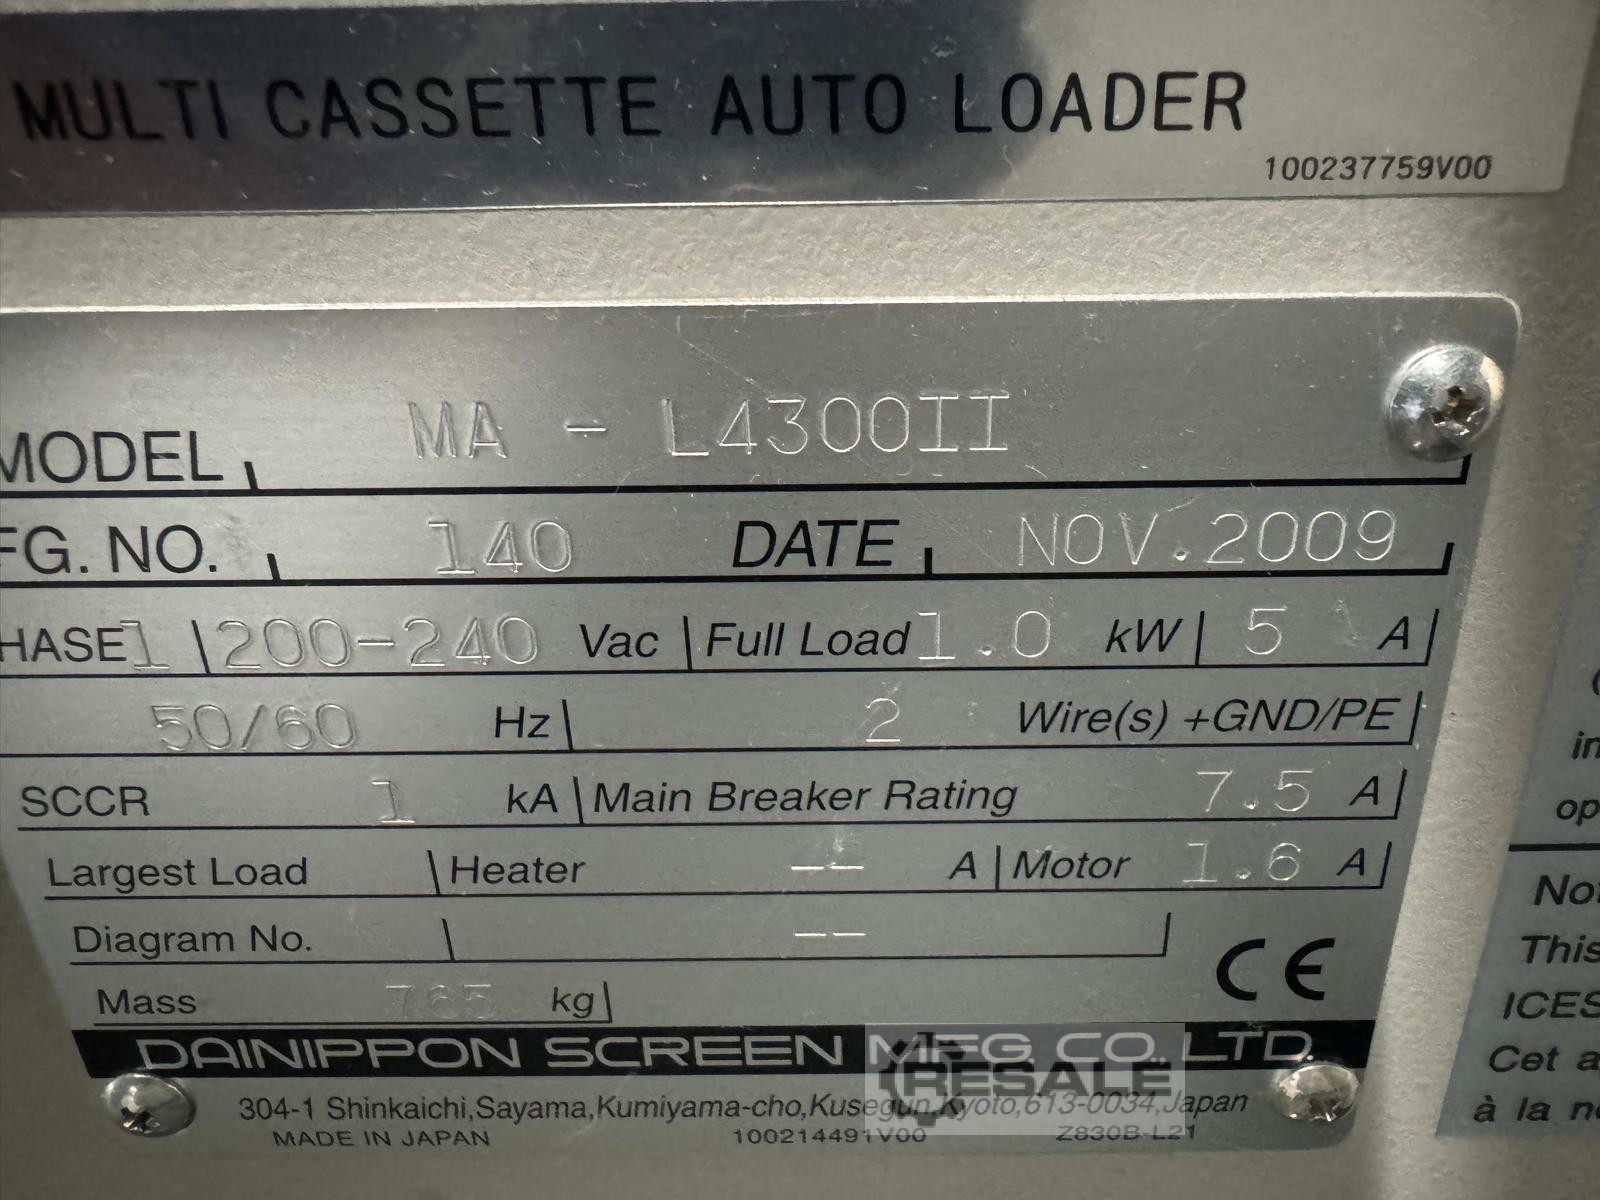 MULTI CASSETTE AUTO LOADER
100237759V00
MODEL MA - L4300II
FG. NO. 140 DATE NOV.2009
HASE 1 200-240 Vac Full Load 1.0 kW 5 A
50/60 Hz 2 Wire(s) +GND/PE
SCCR 1 kA Main Breaker Rating 7.5 A
Largest Load Heater -- A Motor 1.6 A
Diagram No. --
Mass 765 kg
CE
DAINIPPON SCREEN MFG. CO., LTD.
RESALE
304-1 Shinkaichi,Sayama,Kumiyama-cho,Kusegun,Kyoto,613-0034,Japan
MADE IN JAPAN 100214491V00 Z830B-L21
in
op
Not
This
ICES
Cet a
à la no